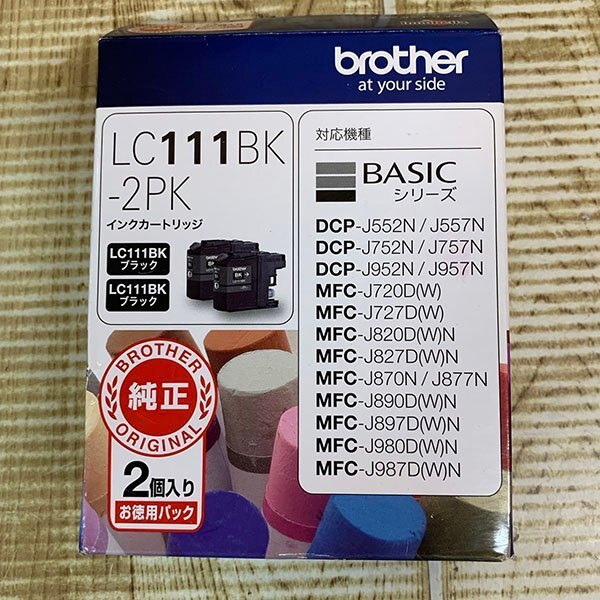 brother
at your side
LC111BK
-2PK
インクカートリッジ
LC111BK
ブラック
LC111BK
ブラック
BK
LC111BK
BROTHER
純正
ORIGINAL
2個入り
お徳用パック
対応機種
BASIC
シリーズ
DCP-J552N / J557N
DCP-J752N / J757N
DCP-J952N / J957N
MFC-J720D(W)
MFC-J727D(W)
MFC-J820D(W)N
MFC-J827D(W)N
MFC-J870N / J877N
MFC-J890D(W)N
MFC-J897D(W)N
MFC-J980D(W)N
MFC-J987D(W)N